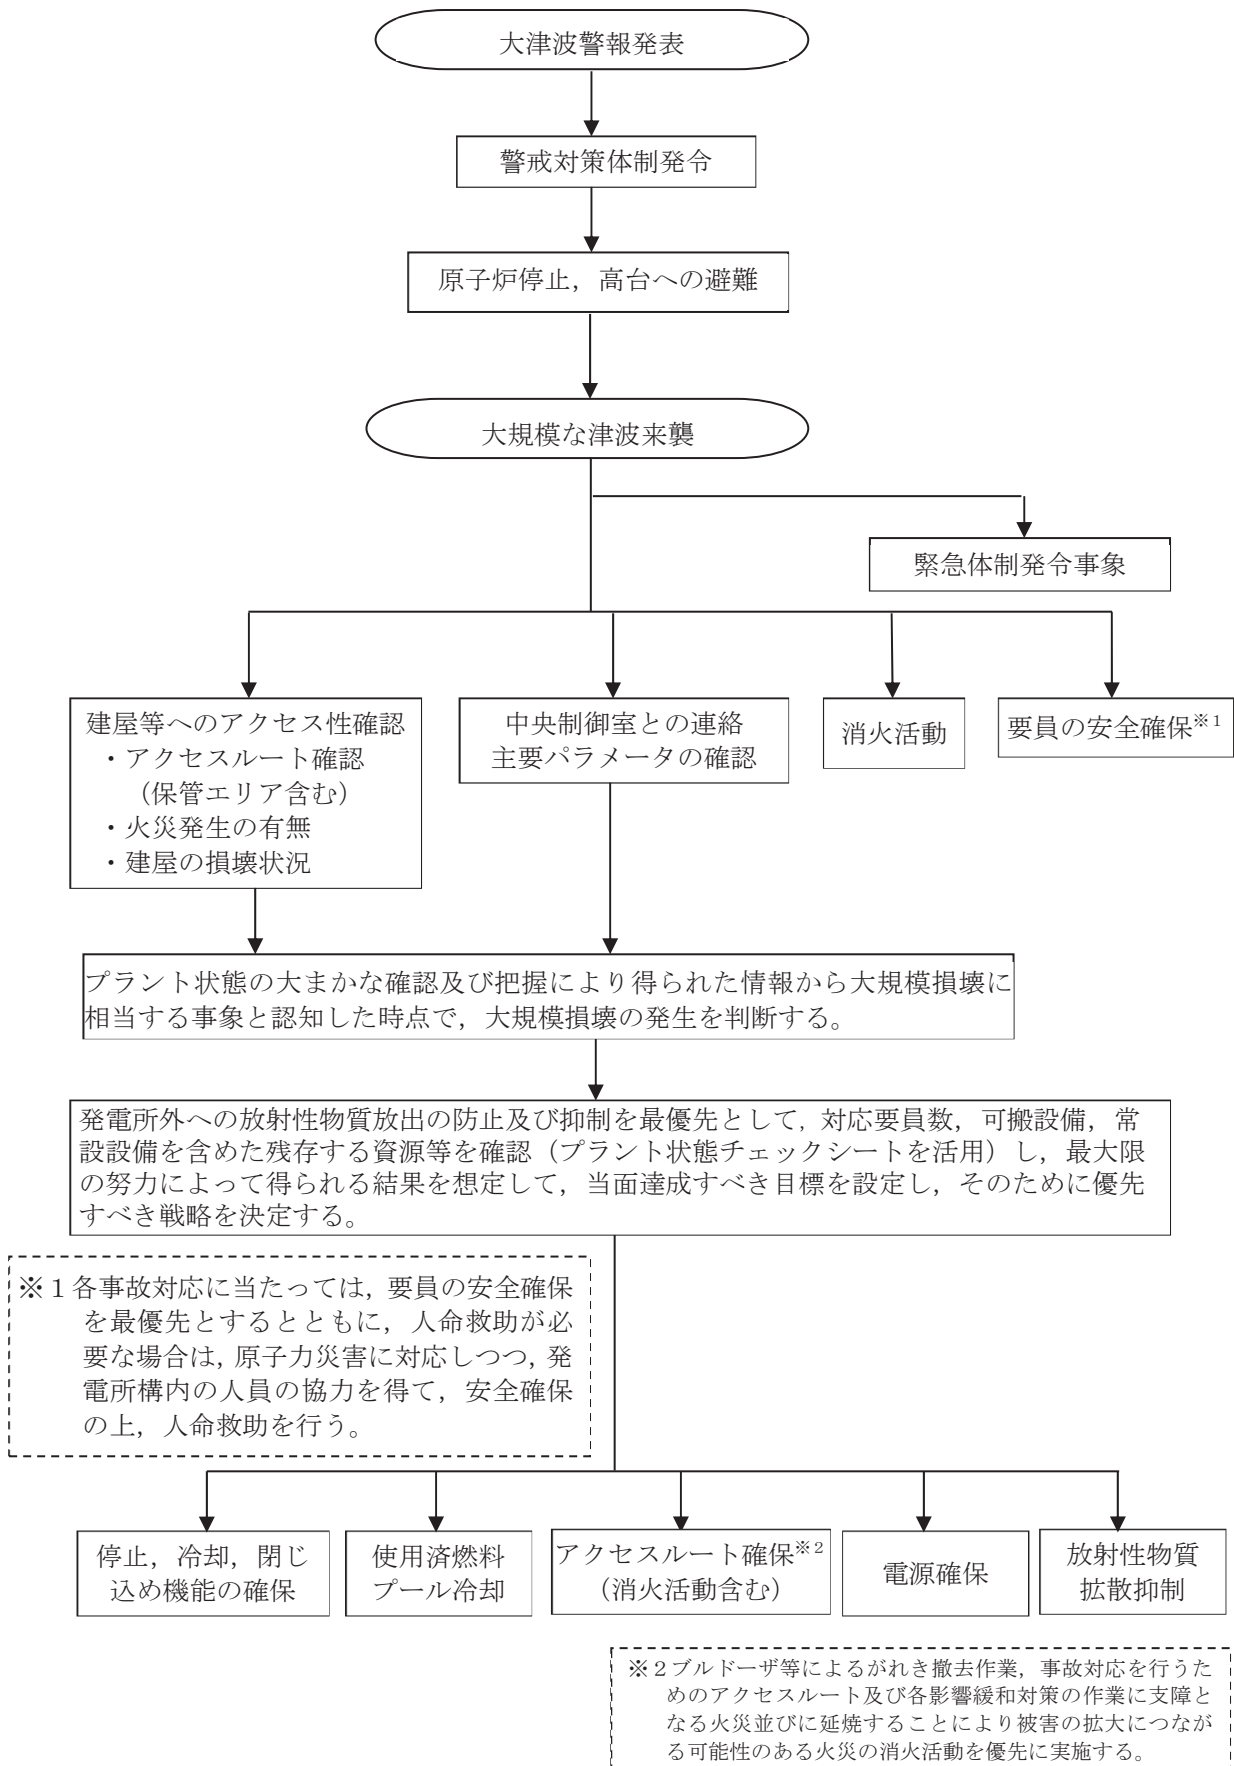 大津波警報発表
警戒対策体制発令
原子炉停止，高台への避難
大規模な津波来襲
緊急体制発令事象
建屋等へのアクセス性確認
・アクセスルート確認
（保管エリア含む）
・火災発生の有無
・建屋の損壊状況
中央制御室との連絡
主要パラメータの確認
消火活動
要員の安全確保※1
プラント状態の大まかな確認及び把握により得られた情報から大規模損壊に
相当する事象と認知した時点で，大規模損壊の発生を判断する。
発電所外への放射性物質放出の防止及び抑制を最優先として，対応要員数，可搬設備，常
設設備を含めた残存する資源等を確認（プラント状態チェックシートを活用）し，最大限
の努力によって得られる結果を想定して，当面達成すべき目標を設定し，そのために優先
すべき戦略を決定する。
※１各事故対応に当たっては，要員の安全確保
を最優先とするとともに，人命救助が必
要な場合は，原子力災害に対応しつつ，発
電所構内の人員の協力を得て，安全確保
の上，人命救助を行う。
停止，冷却，閉じ
込め機能の確保
使用済燃料
プール冷却
アクセスルート確保※2
（消火活動含む）
電源確保
放射性物質
拡散抑制
※２ブルドーザ等によるがれき撤去作業，事故対応を行うた
めのアクセスルート及び各影響緩和対策の作業に支障と
なる火災並びに延焼することにより被害の拡大につなが
る可能性のある火災の消火活動を優先に実施する。